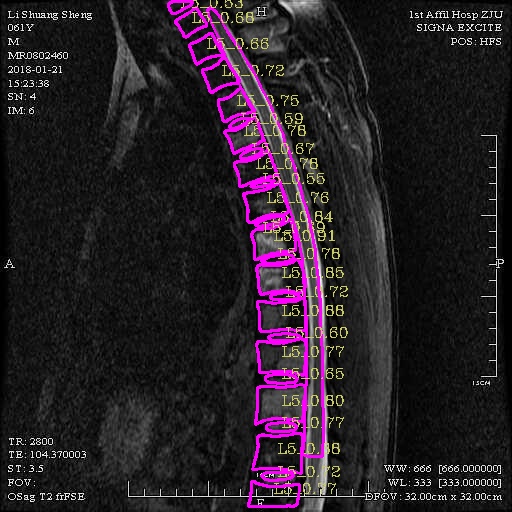 Li Shuang Sheng
061Y
M
MR0802460
2018-01-21
15:23:38
SN: 4
IM: 6
H
1st Affil Hosp ZJU
SIGNA EXCITE
POS: HFS
L5_0.68
L5_0.66
L5_0.72
L5_0.75
L5_0.59
L5_0.78
L5_0.67
L5_0.78
L5_0.55
L5_0.76
L5_0.84
L5_0.91
L5_0.78
L5_0.85
L5_0.72
L5_0.88
L5_0.60
L5_0.77
L5_0.65
L5_0.80
L5_0.77
L5_0.72
A
P
15CM
TR: 2800
TE: 104.370003
ST: 3.5
FOV:
OSag T2 frFSE
F
WW: 666 [666.000000]
WL: 333 [333.000000]
DFOV: 32.00cm x 32.00cm